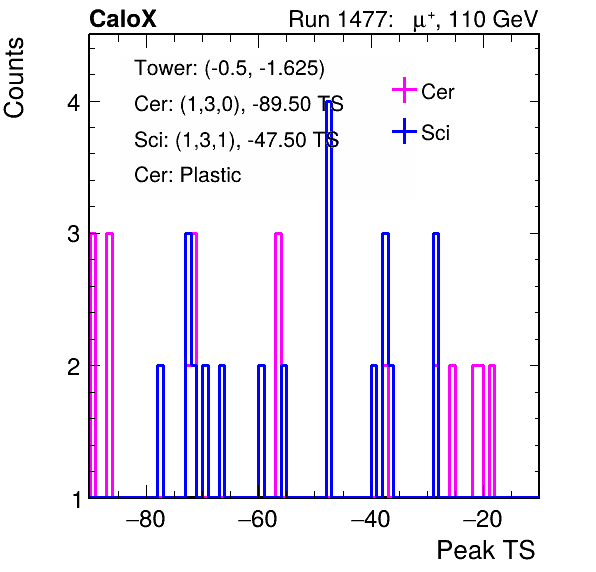 CaloX Run 1477: μ⁺, 110 GeV
Counts
Tower: (-0.5, -1.625)
Cer: (1,3,0), -89.50 TS
Sci: (1,3,1), -47.50 TS
Cer: Plastic
Cer
Sci
4
3
2
1
−80 −60 −40 −20
Peak TS